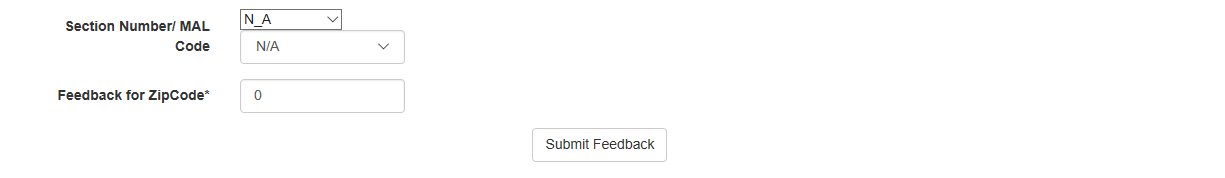 Section Number/ MAL Code
N_A
N/A
Feedback for ZipCode*
0
Submit Feedback